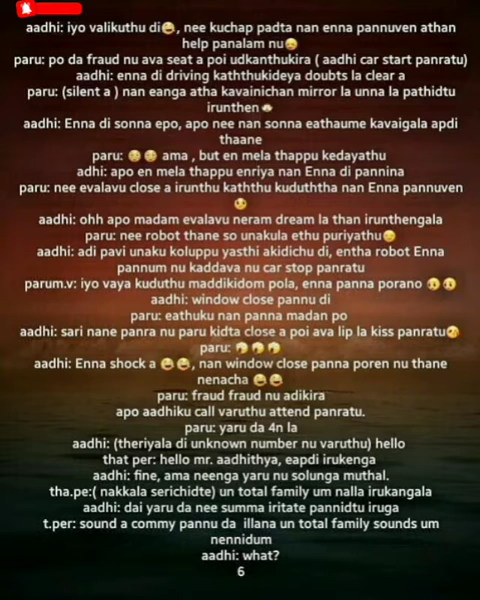 aadhi: iyo valikuthu di😂, nee kuchap padta nan enna pannuven athan
help panalam nu😥
paru: po da fraud nu ava seat a poi udkanthukira ( aadhi car start panratu)
aadhi: enna di driving kaththukideya doubts la clear a
paru: (silent a ) nan eanga atha kavainichan mirror la unna la pathidtu
irunthen🙈
aadhi: Enna di sonna epo, apo nee nan sonna eathaume kavaigala apdi
thaane
paru: 🙁🙁 ama , but en mela thappu kedayathu
adhi: apo en mela thappu enriya nan Enna di pannina
paru: nee evalavu close a irunthu kaththu kuduththa nan Enna pannuven
🙁
aadhi: ohh apo madam evalavu neram dream la than irunthengala
paru: nee robot thane so unakula ethu puriyathu😏
aadhi: adi pavi unaku koluppu yasthi akidichu di, entha robot Enna
pannum nu kaddava nu car stop panratu
parum.v: iyo vaya kuduthu maddikidom pola, enna panna porano 🤕🤕
aadhi: window close pannu di
paru: eathuku nan panna madan po
aadhi: sari nane panra nu paru kidta close a poi ava lip la kiss panratu😘
paru: 🫣🫣🫣
aadhi: Enna shock a 😂😂, nan window close panna poren nu thane
nenacha 😂😂
paru: fraud fraud nu adikira
apo aadhiku call varuthu attend panratu.
paru: yaru da 4n la
aadhi: (theriyala di unknown number nu varuthu) hello
that per: hello mr. aadhithya, eapdi irukenga
aadhi: fine, ama neenga yaru nu solunga muthal.
tha.pe:( nakkala serichidte) un total family um nalla irukangala
aadhi: dai yaru da nee summa iritate pannidtu iruga
t.per: sound a commy pannu da  illana un total family sounds um
nennidum
aadhi: what?
6